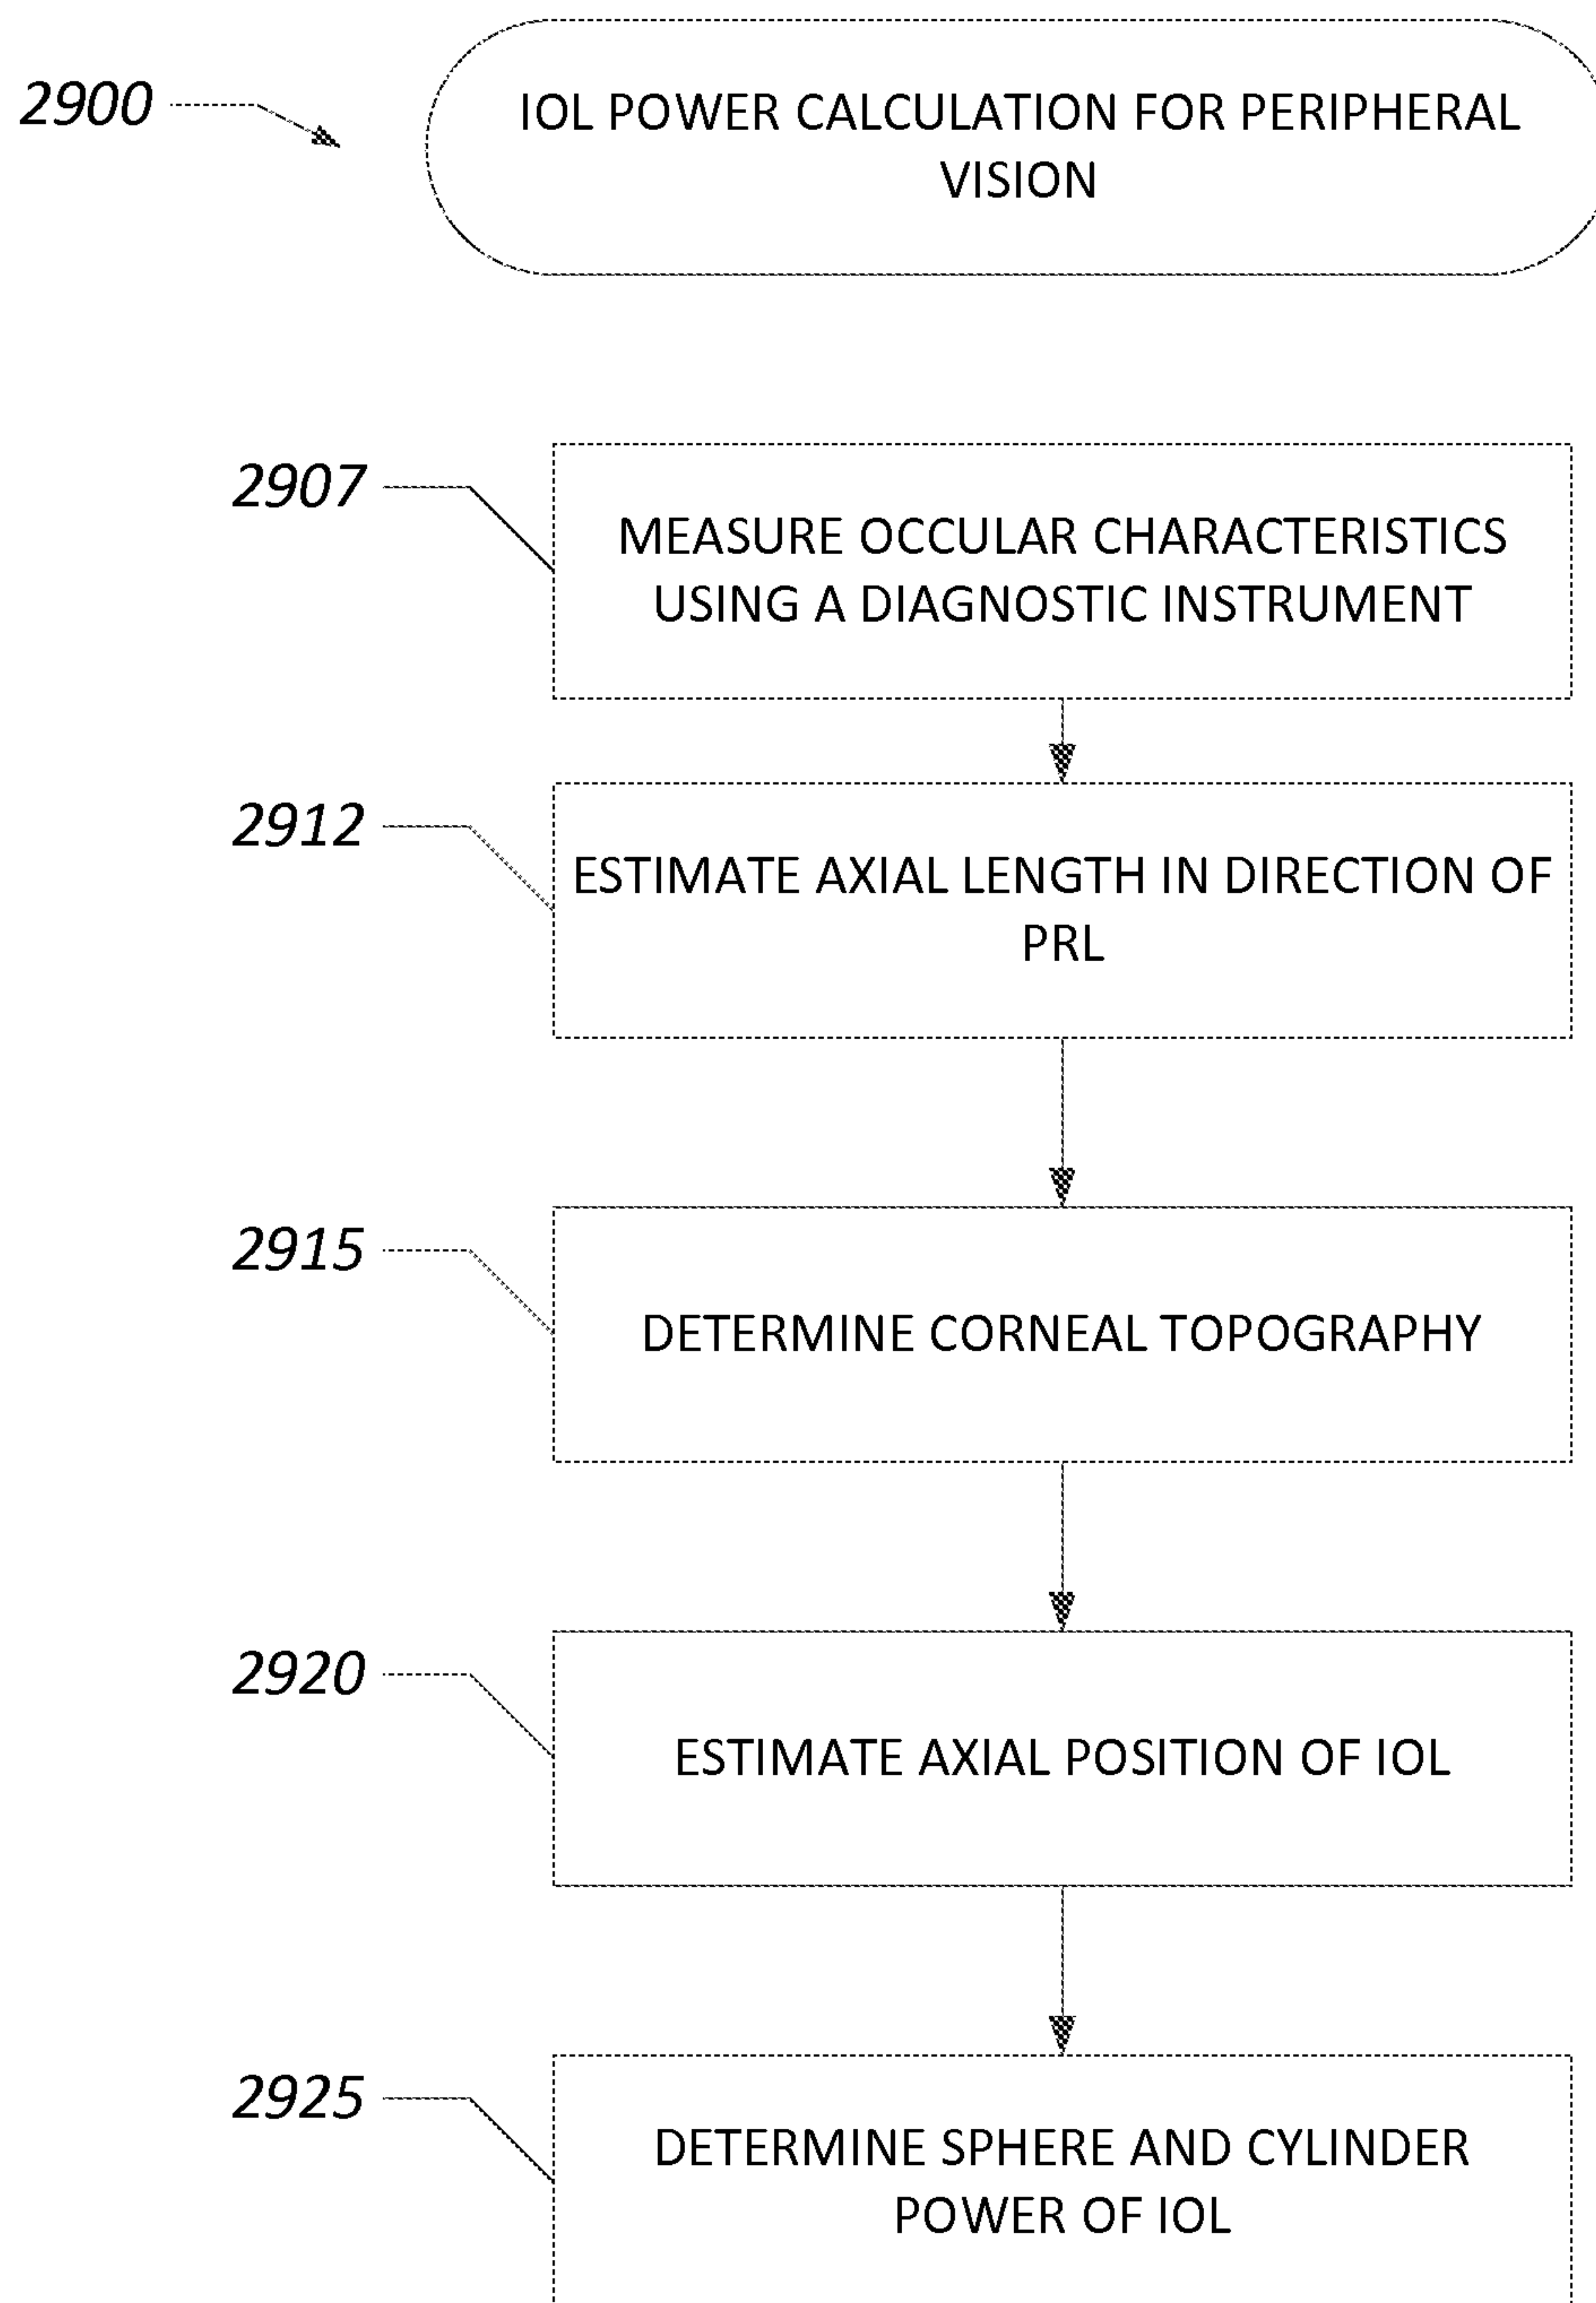 2900
IOL POWER CALCULATION FOR PERIPHERAL
VISION
2907
MEASURE OCCULAR CHARACTERISTICS
USING A DIAGNOSTIC INSTRUMENT
2912
ESTIMATE AXIAL LENGTH IN DIRECTION OF
PRL
2915
DETERMINE CORNEAL TOPOGRAPHY
2920
ESTIMATE AXIAL POSITION OF IOL
2925
DETERMINE SPHERE AND CYLINDER
POWER OF IOL